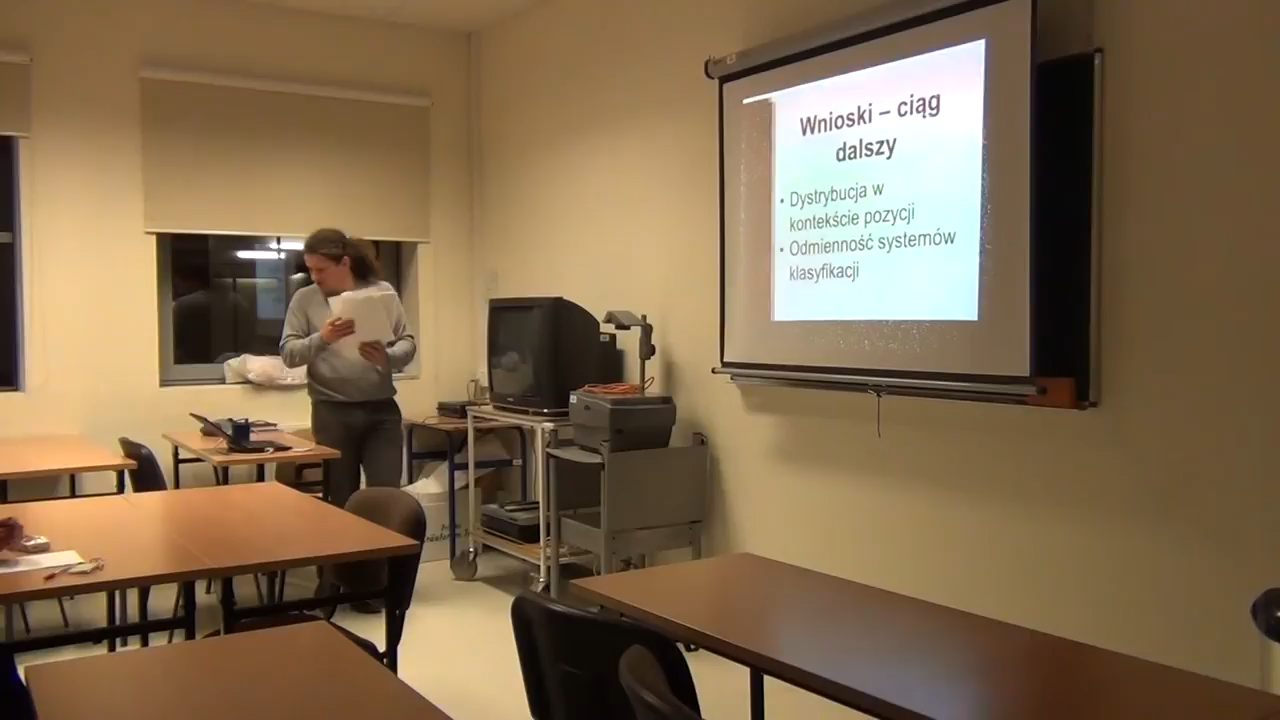 Wnioski – ciąg
dalszy
• Dystrybucja w
kontekście pozycji
• Odmienność systemów
klasyfikacji